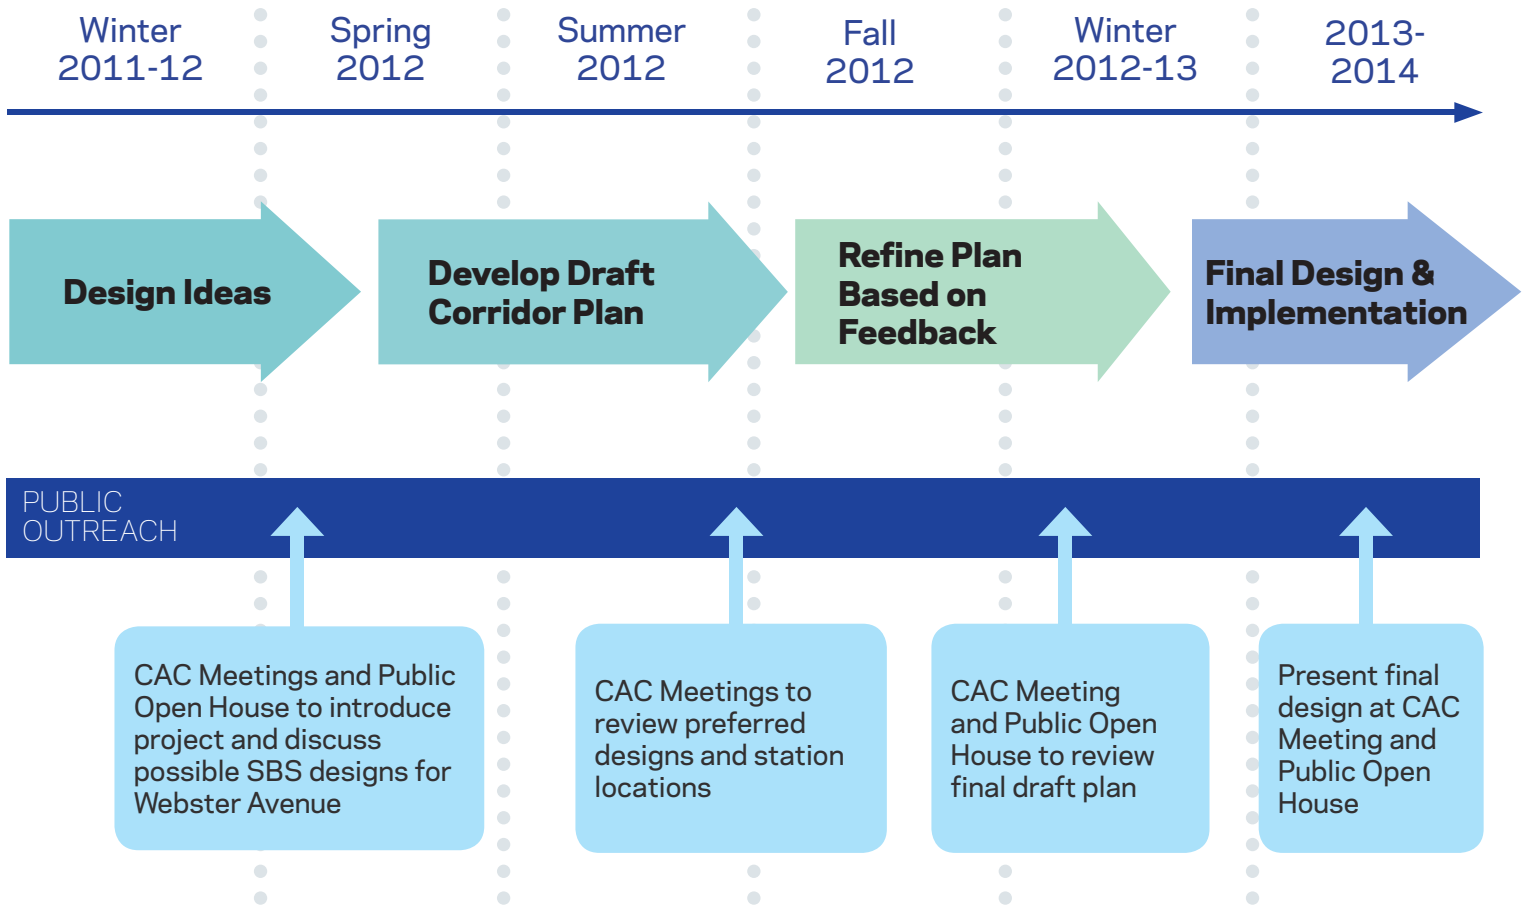 Winter
2011-12
Spring
2012
Summer
2012
Fall
2012
Winter
2012-13
2013-
2014
Design Ideas
Develop Draft
Corridor Plan
Refine Plan
Based on
Feedback
Final Design &
Implementation
PUBLIC
OUTREACH
CAC Meetings and Public
Open House to introduce
project and discuss
possible SBS designs for
Webster Avenue
CAC Meetings to
review preferred
designs and station
locations
CAC Meeting
and Public Open
House to review
final draft plan
Present final
design at CAC
Meeting and
Public Open
House